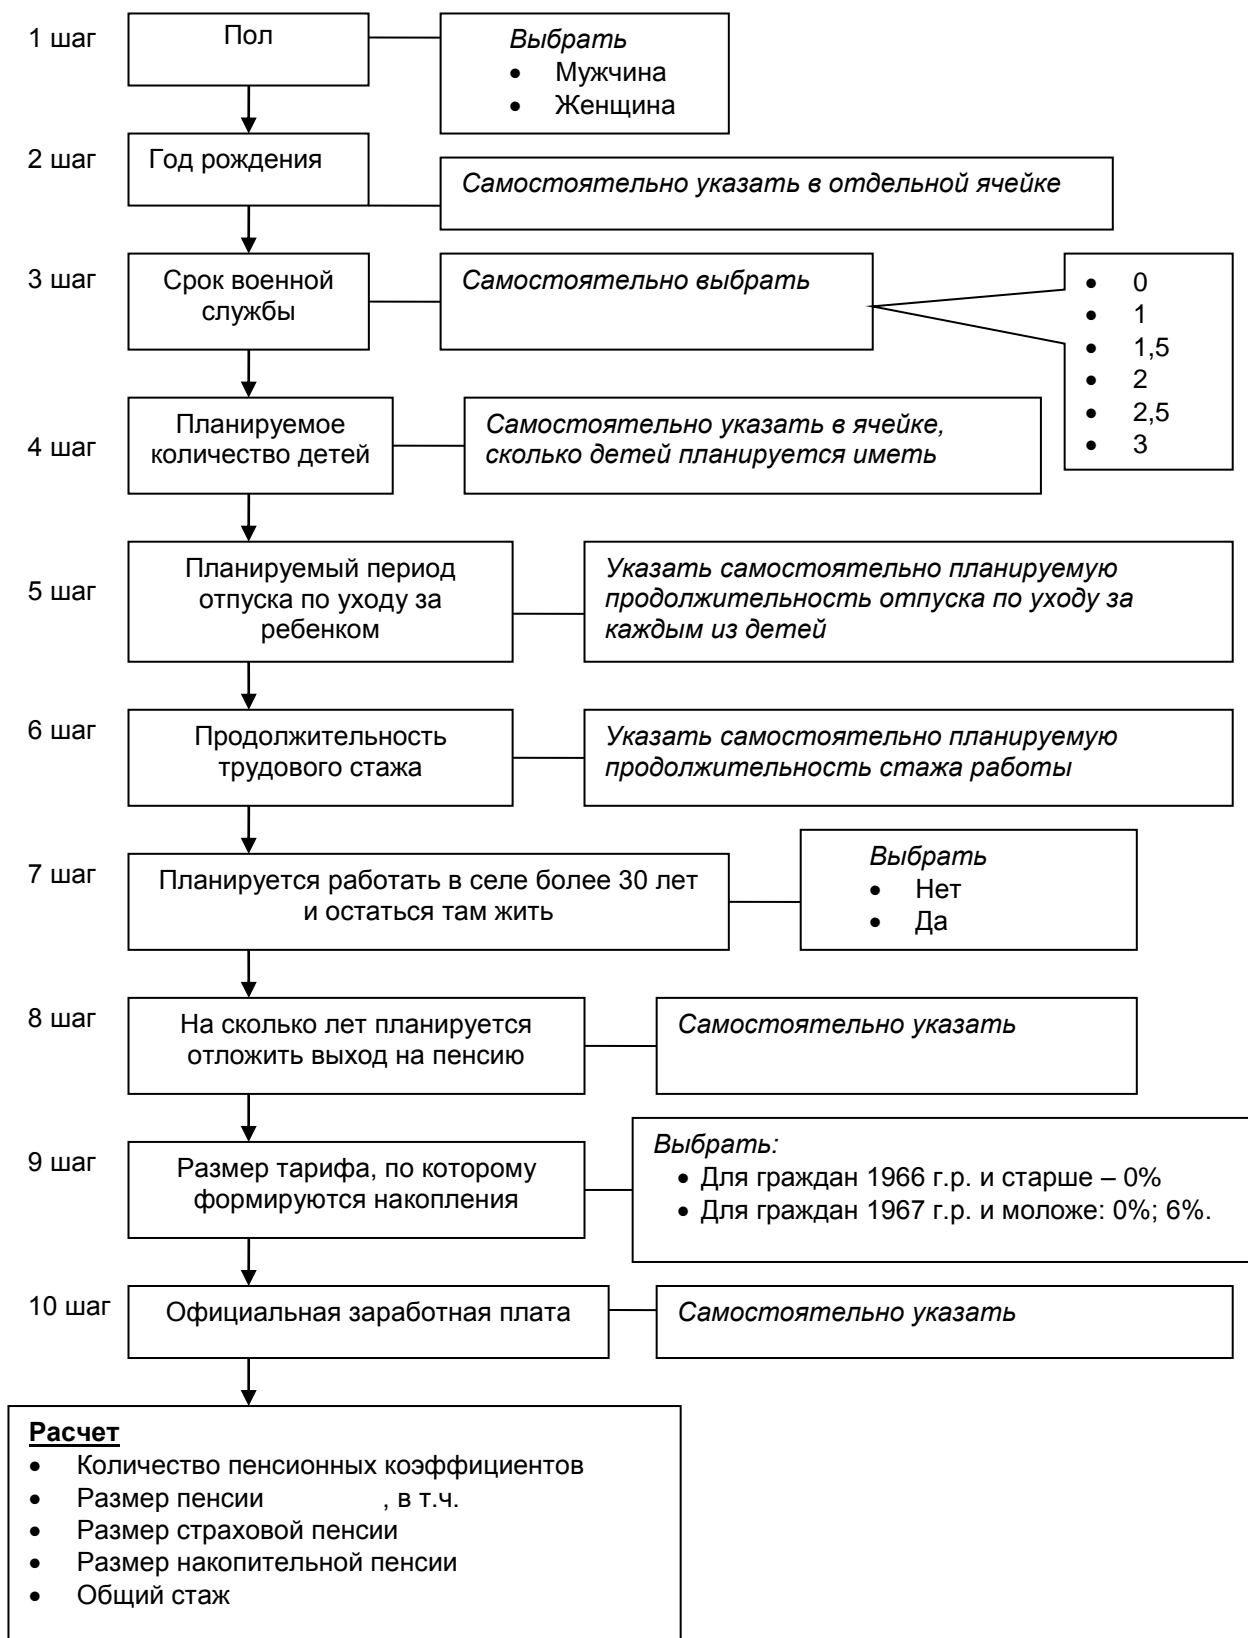 1 шаг
Пол
Выбрать
• Мужчина
• Женщина
2 шаг
Год рождения
Самостоятельно указать в отдельной ячейке
3 шаг
Срок военной
службы
Самостоятельно выбрать
• 0
• 1
• 1,5
• 2
• 2,5
• 3
4 шаг
Планируемое
количество детей
Самостоятельно указать в ячейке,
сколько детей планируется иметь
5 шаг
Планируемый период
отпуска по уходу за
ребенком
Указать самостоятельно планируемую
продолжительность отпуска по уходу за
каждым из детей
6 шаг
Продолжительность
трудового стажа
Указать самостоятельно планируемую
продолжительность стажа работы
7 шаг
Планируется работать в селе более 30 лет
и остаться там жить
Выбрать
• Нет
• Да
8 шаг
На сколько лет планируется
отложить выход на пенсию
Самостоятельно указать
9 шаг
Размер тарифа, по которому
формируются накопления
Выбрать:
• Для граждан 1966 г.р. и старше – 0%
• Для граждан 1967 г.р. и моложе: 0%; 6%.
10 шаг
Официальная заработная плата
Самостоятельно указать
Расчет
• Количество пенсионных коэффициентов
• Размер пенсии , в т.ч.
• Размер страховой пенсии
• Размер накопительной пенсии
• Общий стаж